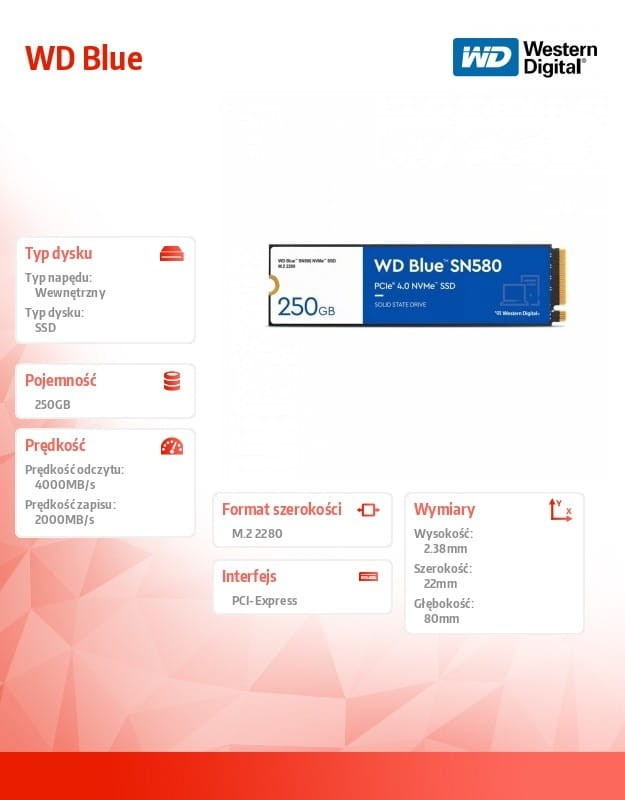 WD Blue
WD
Western
Digital®
WD Blue™ SN580 NVMe™ SSD
M.2 2280
250GB
WD Blue™ SN580
PCIe® 4.0 NVMe™ SSD
SOLID STATE DRIVE
Western Digital®
Typ dysku
Typ napędu:
Wewnętrzny
Typ dysku:
SSD
Pojemność
250GB
Prędkość
Prędkość odczytu:
4000MB/s
Prędkość zapisu:
2000MB/s
Format szerokości
M.2 2280
Interfejs
PCI-Express
Wymiary
Y
X
Wysokość:
2.38mm
Szerokość:
22mm
Głębokość:
80mm